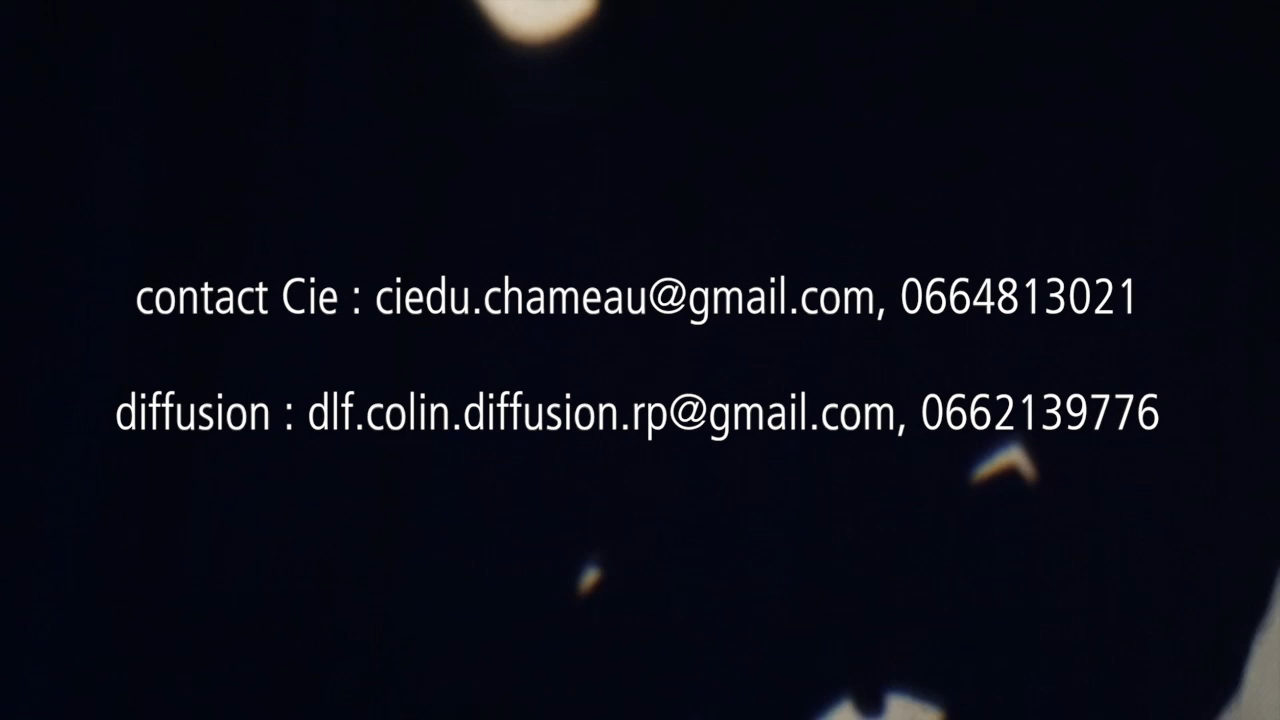 contact Cie : ciedu.chameau@gmail.com, 0664813021
diffusion : dlf.colin.diffusion.rp@gmail.com, 0662139776